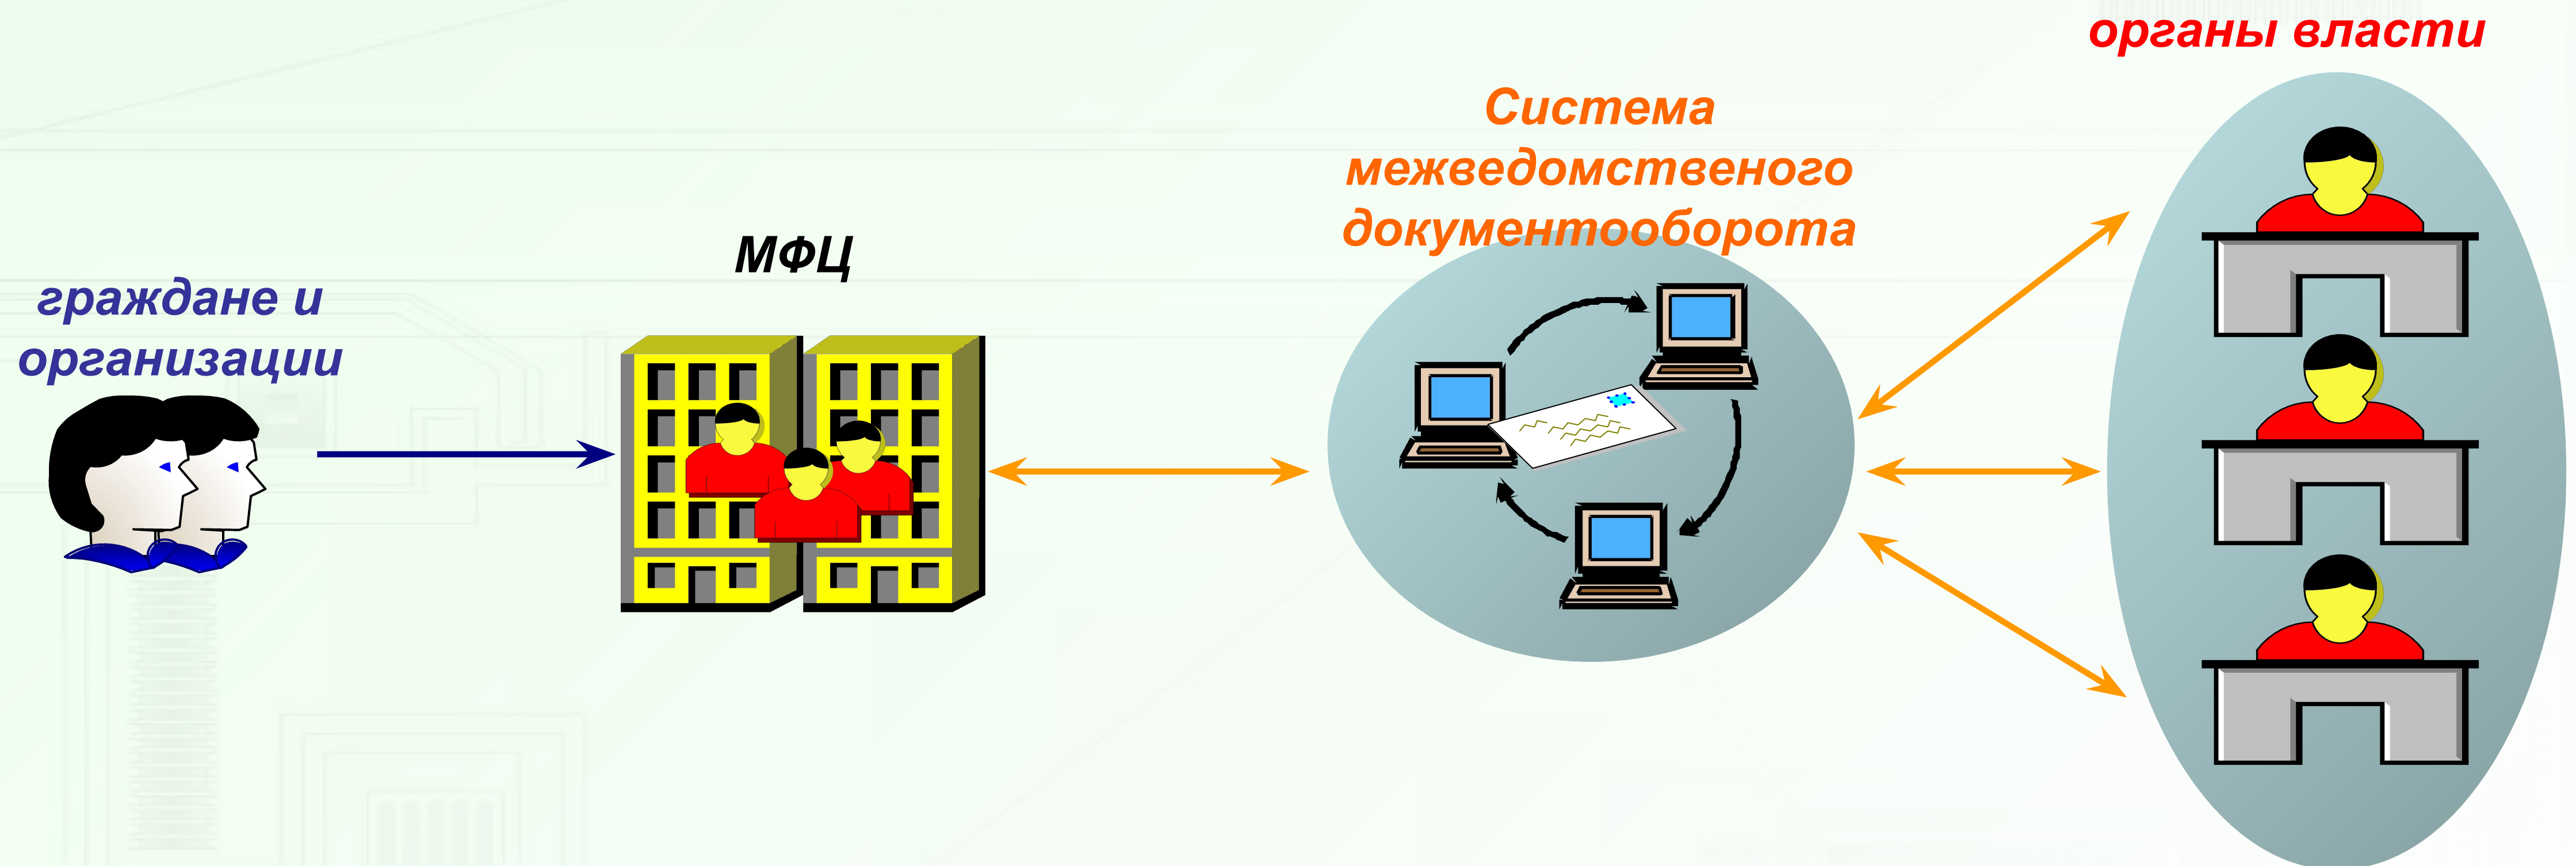 граждане и
организации
МФЦ
Система
межведомственого
документооборота
органы власти